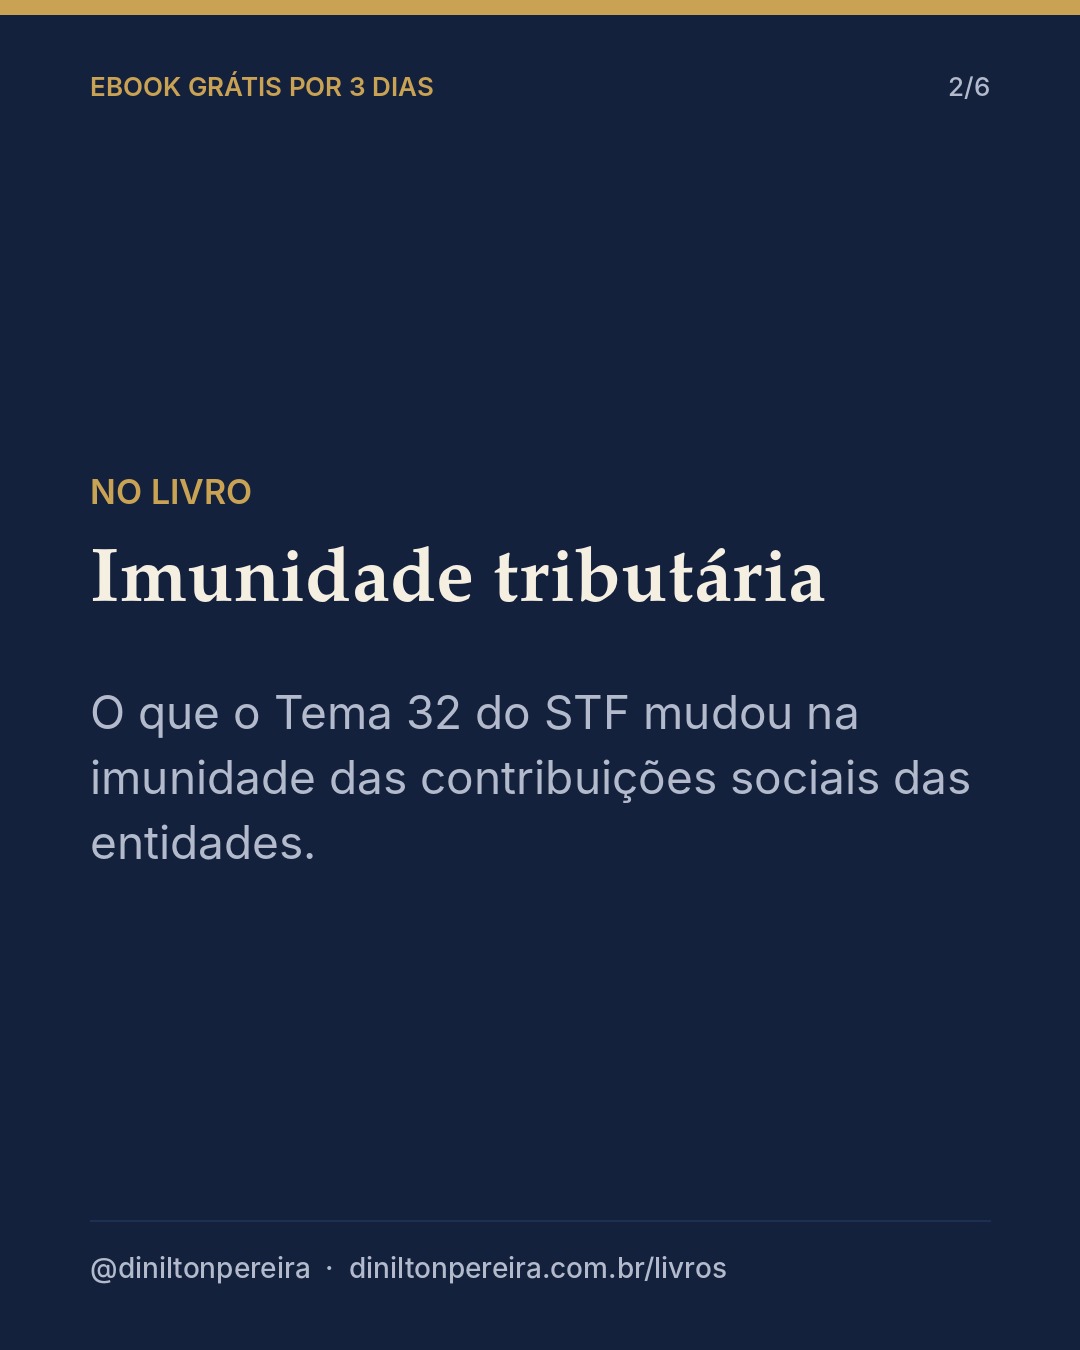 EBOOK GRÁTIS POR 3 DIAS
2/6
NO LIVRO
Imunidade tributária
O que o Tema 32 do STF mudou na
imunidade das contribuições sociais das
entidades.
@diniltonpereira · diniltonpereira.com.br/livros